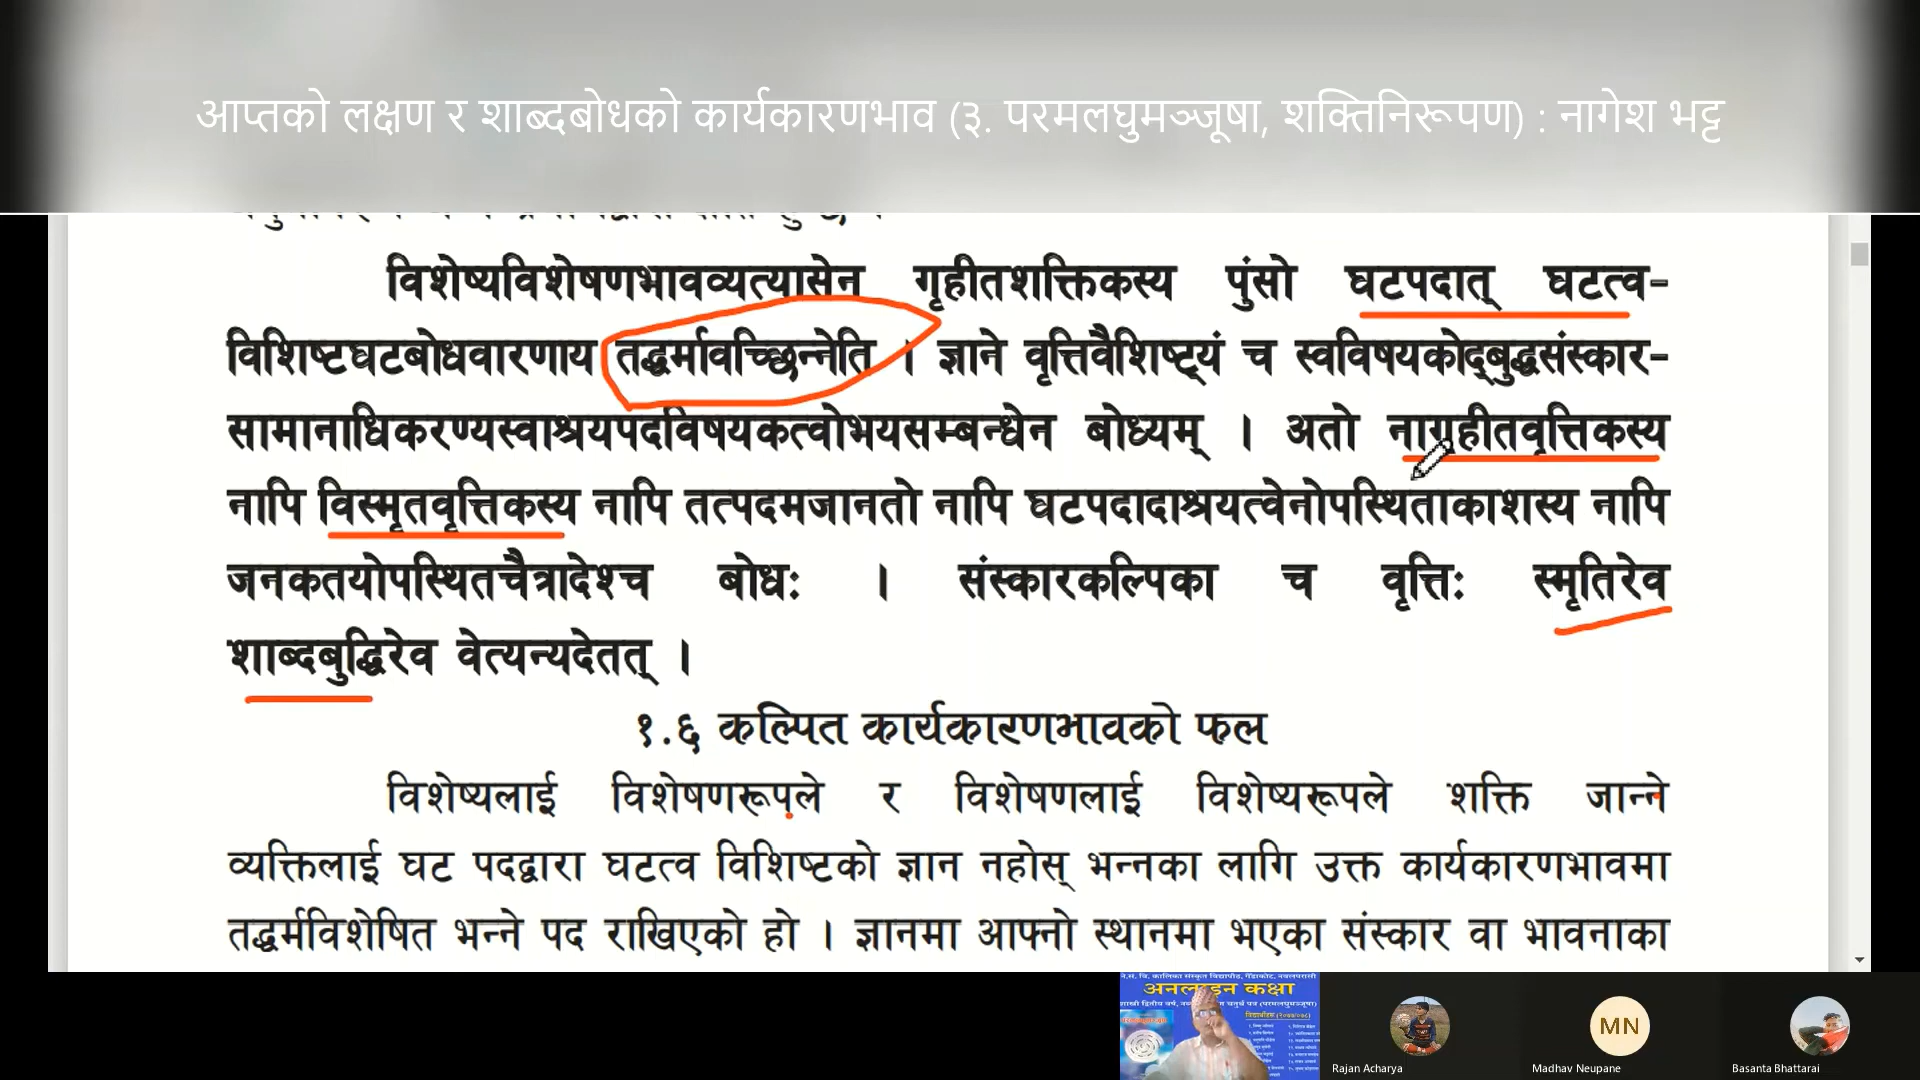 आप्तको लक्षण र शाब्दबोधको कार्यकारणभाव (३. परमलघुमञ्जूषा, शक्तिनिरूपण) : नागेश भट्ट
विशेष्यविशेषणभावव्यत्यासेन गृहीतशक्तिकस्य पुंसो घटपदात् घटत्व-
विशिष्टघटबोधवारणाय तद्धर्मावच्छिन्नेति । ज्ञाने वृत्तिवैशिष्ट्यं च स्वविषयकोद्बुद्धसंस्कार-
सामानाधिकरण्यस्वाश्रयपदविषयकत्वोभयसम्बन्धेन बोध्यम् । अतो नागृहीतवृत्तिकस्य
नापि विस्मृतवृत्तिकस्य नापि तत्पदमजानतो नापि घटपदादाश्रयत्वेनोपस्थिताकाशस्य नापि
जनकतयोपस्थितचैत्रादेश्च बोधः । संस्कारकल्पिका च वृत्तिः स्मृतिरेव
शाब्दबुद्धिरेव वेत्यन्यदेतत् ।
१.६ कल्पित कार्यकारणभावको फल
विशेष्यलाई विशेषणरूपले र विशेषणलाई विशेष्यरूपले शक्ति जान्ने
व्यक्तिलाई घट पदद्वारा घटत्व विशिष्टको ज्ञान नहोस् भन्नका लागि उक्त कार्यकारणभावमा
तद्धर्मविशेषित भन्ने पद राखिएको हो । ज्ञानमा आफ्नो स्थानमा भएका संस्कार वा भावनाका
अनलाइन कक्षा
MN
Rajan Acharya
Madhav Neupane
Basanta Bhattarai